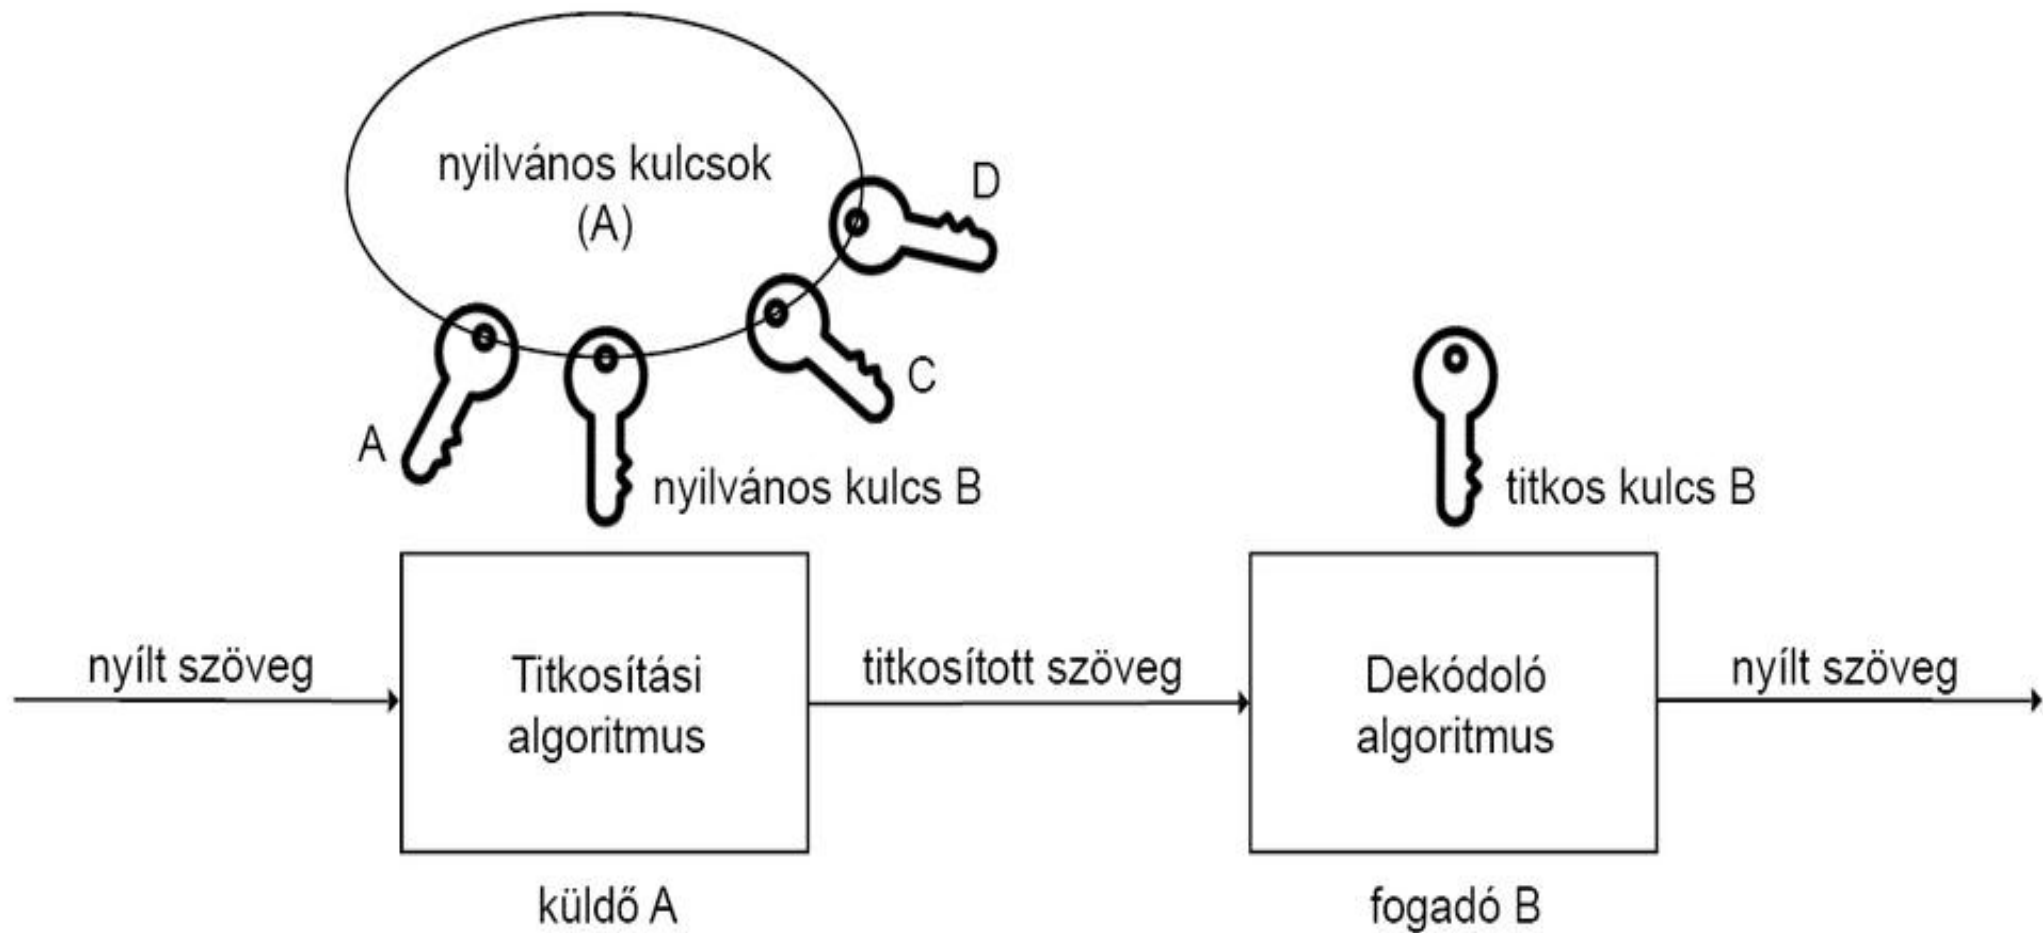 nyilvános kulcsok
(A)
D
C
A
nyilvános kulcs B
titkos kulcs B
nyílt szöveg
Titkosítási
algoritmus
titkosított szöveg
Dekódoló
algoritmus
nyílt szöveg
küldő A
fogadó B